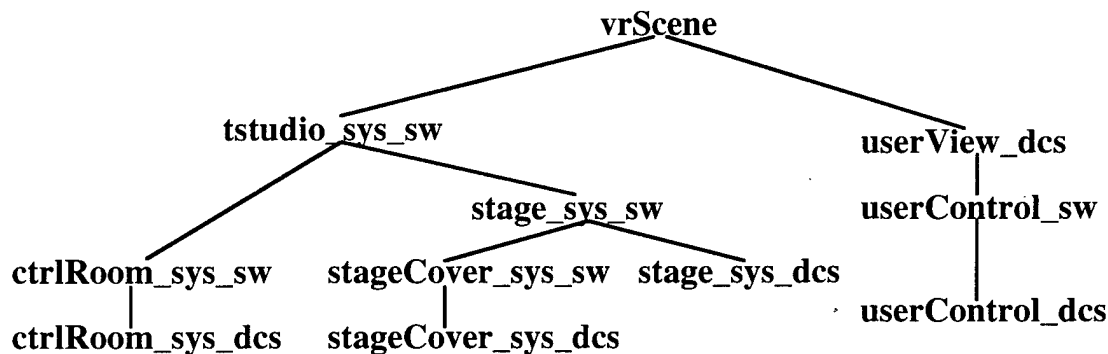 vrScene
tstudio_sys_sw
userView_dcs
stage_sys_sw
userControl_sw
ctrlRoom_sys_sw
stageCover_sys_sw
stage_sys_dcs
userControl_dcs
ctrlRoom_sys_dcs
stageCover_sys_dcs